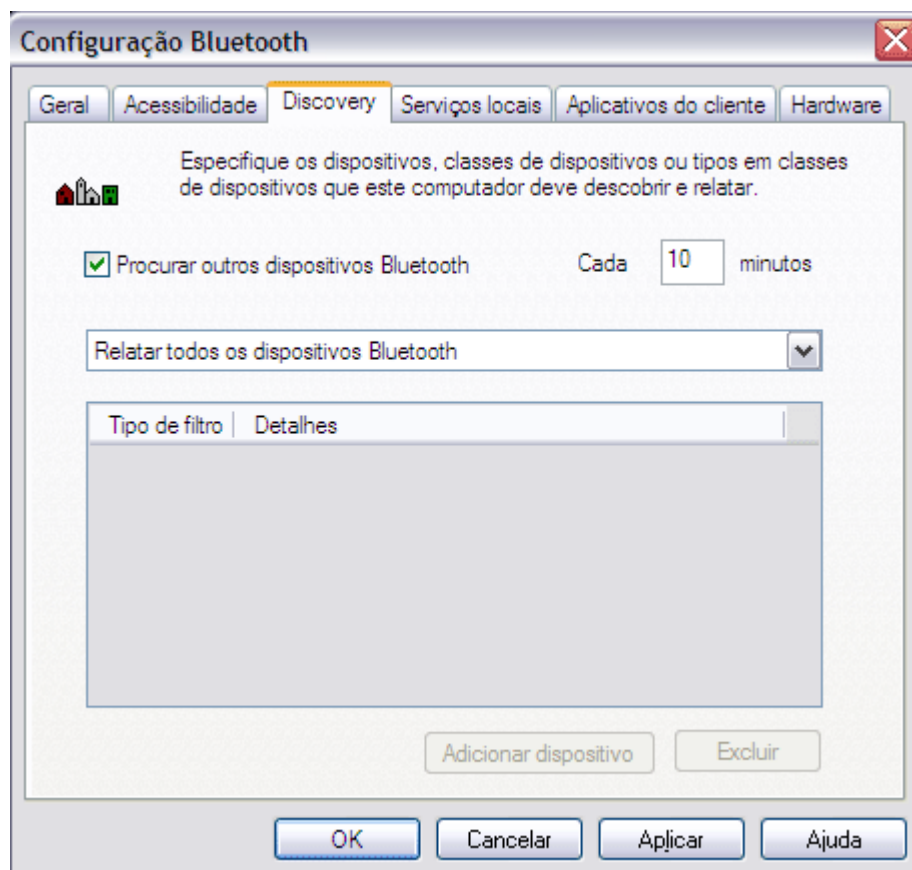 Configuração Bluetooth
Geral Acessibilidade Discovery Serviços locais Aplicativos do cliente Hardware
Especifique os dispositivos, classes de dispositivos ou tipos em classes
de dispositivos que este computador deve descobrir e relatar.
Procurar outros dispositivos Bluetooth Cada 10 minutos
Relatar todos os dispositivos Bluetooth
Tipo de filtro Detalhes
Adicionar dispositivo Excluir
OK Cancelar Aplicar Ajuda